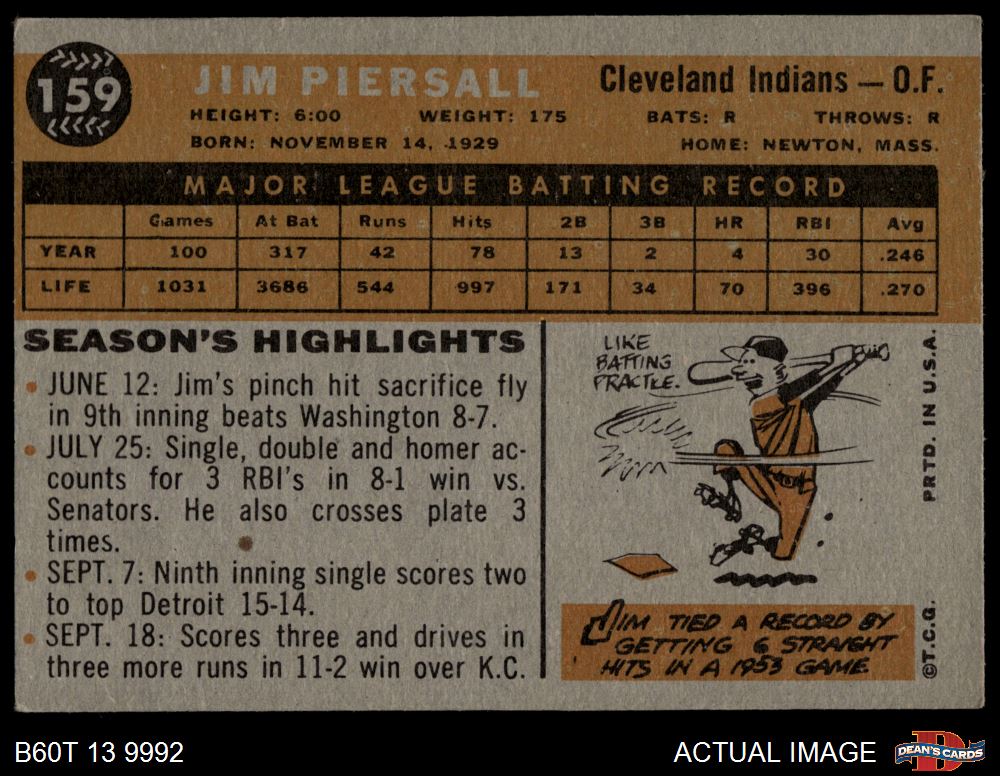 159
JIM PIERSALL
Cleveland Indians — O.F.
HEIGHT: 6:00 WEIGHT: 175 BATS: R THROWS: R
BORN: NOVEMBER 14, 1929 HOME: NEWTON, MASS.
MAJOR LEAGUE BATTING RECORD
Games At Bat Runs Hits 2B 3B HR RBI Avg
YEAR 100 317 42 78 13 2 4 30 .246
LIFE 1031 3686 544 997 171 34 70 396 .270
SEASON'S HIGHLIGHTS
• JUNE 12: Jim's pinch hit sacrifice fly
in 9th inning beats Washington 8-7.
• JULY 25: Single, double and homer ac-
counts for 3 RBI's in 8-1 win vs.
Senators. He also crosses plate 3
times.
• SEPT. 7: Ninth inning single scores two
to top Detroit 15-14.
• SEPT. 18: Scores three and drives in
three more runs in 11-2 win over K.C.
LIKE
BATTING
PRACTICE.
JIM TIED A RECORD BY
GETTING 6 STRAIGHT
HITS IN A 1953 GAME
PRTD. IN U.S.A.
©T.C.G.
B60T 13 9992
ACTUAL IMAGE
D
DEAN'S CARDS